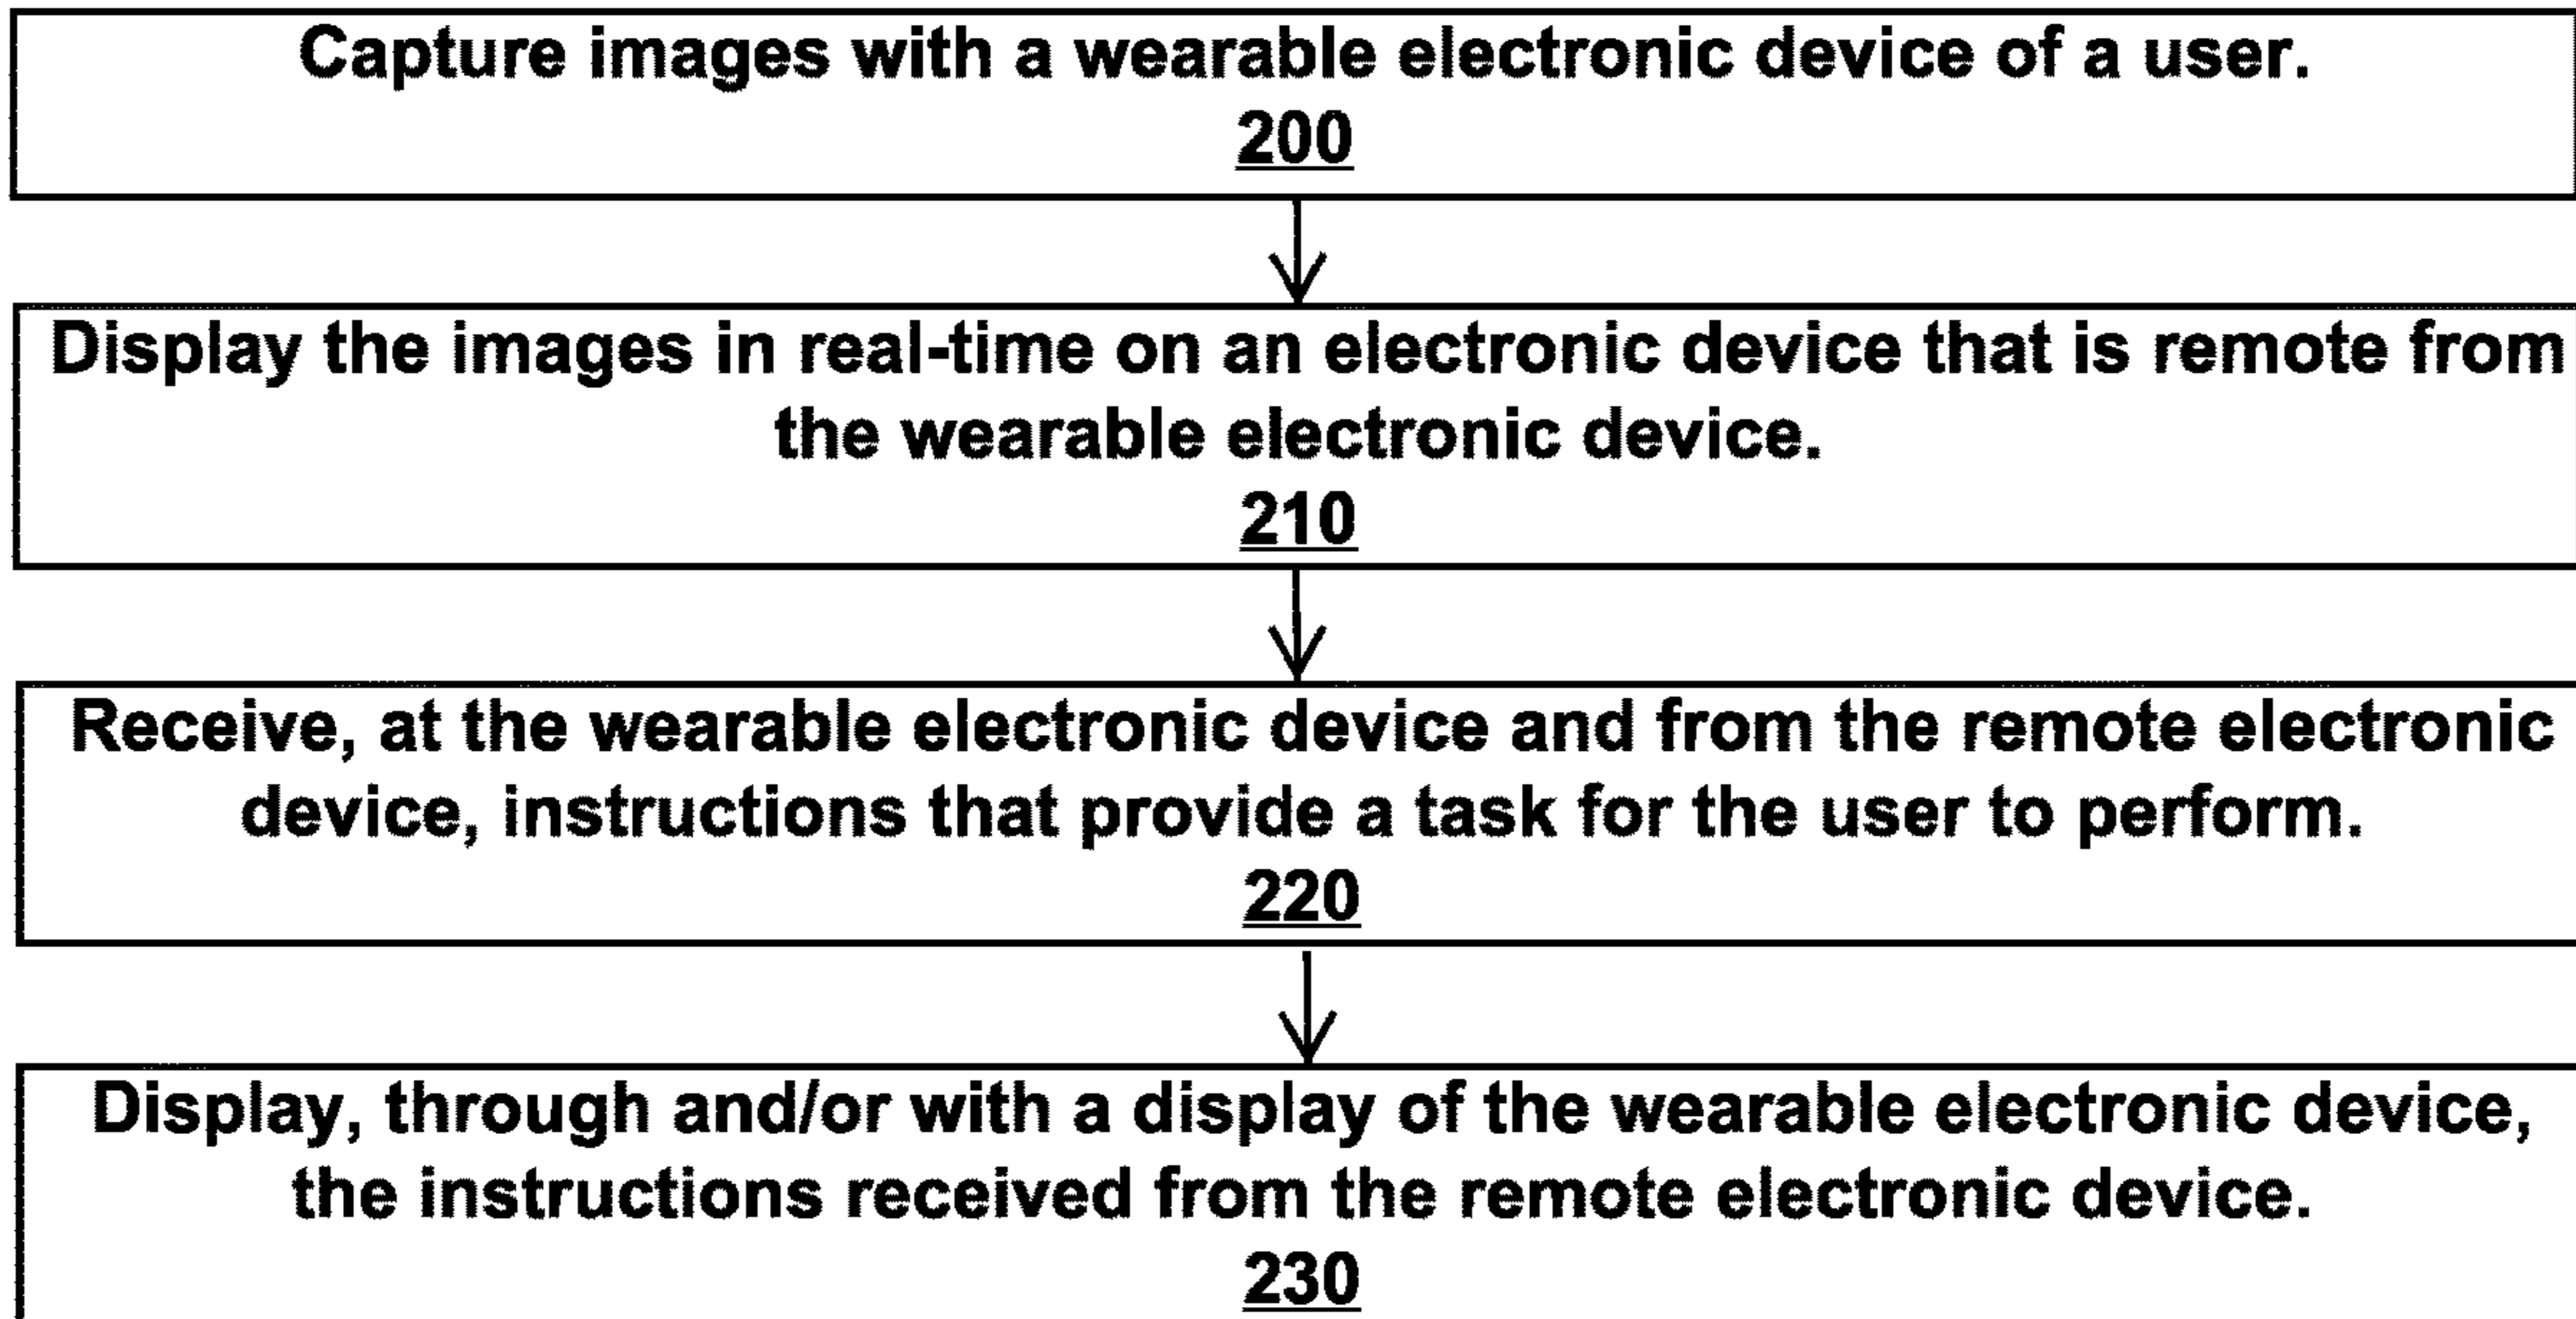 Capture images with a wearable electronic device of a user.
200
Display the images in real-time on an electronic device that is remote from
the wearable electronic device.
210
Receive, at the wearable electronic device and from the remote electronic
device, instructions that provide a task for the user to perform.
220
Display, through and/or with a display of the wearable electronic device,
the instructions received from the remote electronic device.
230